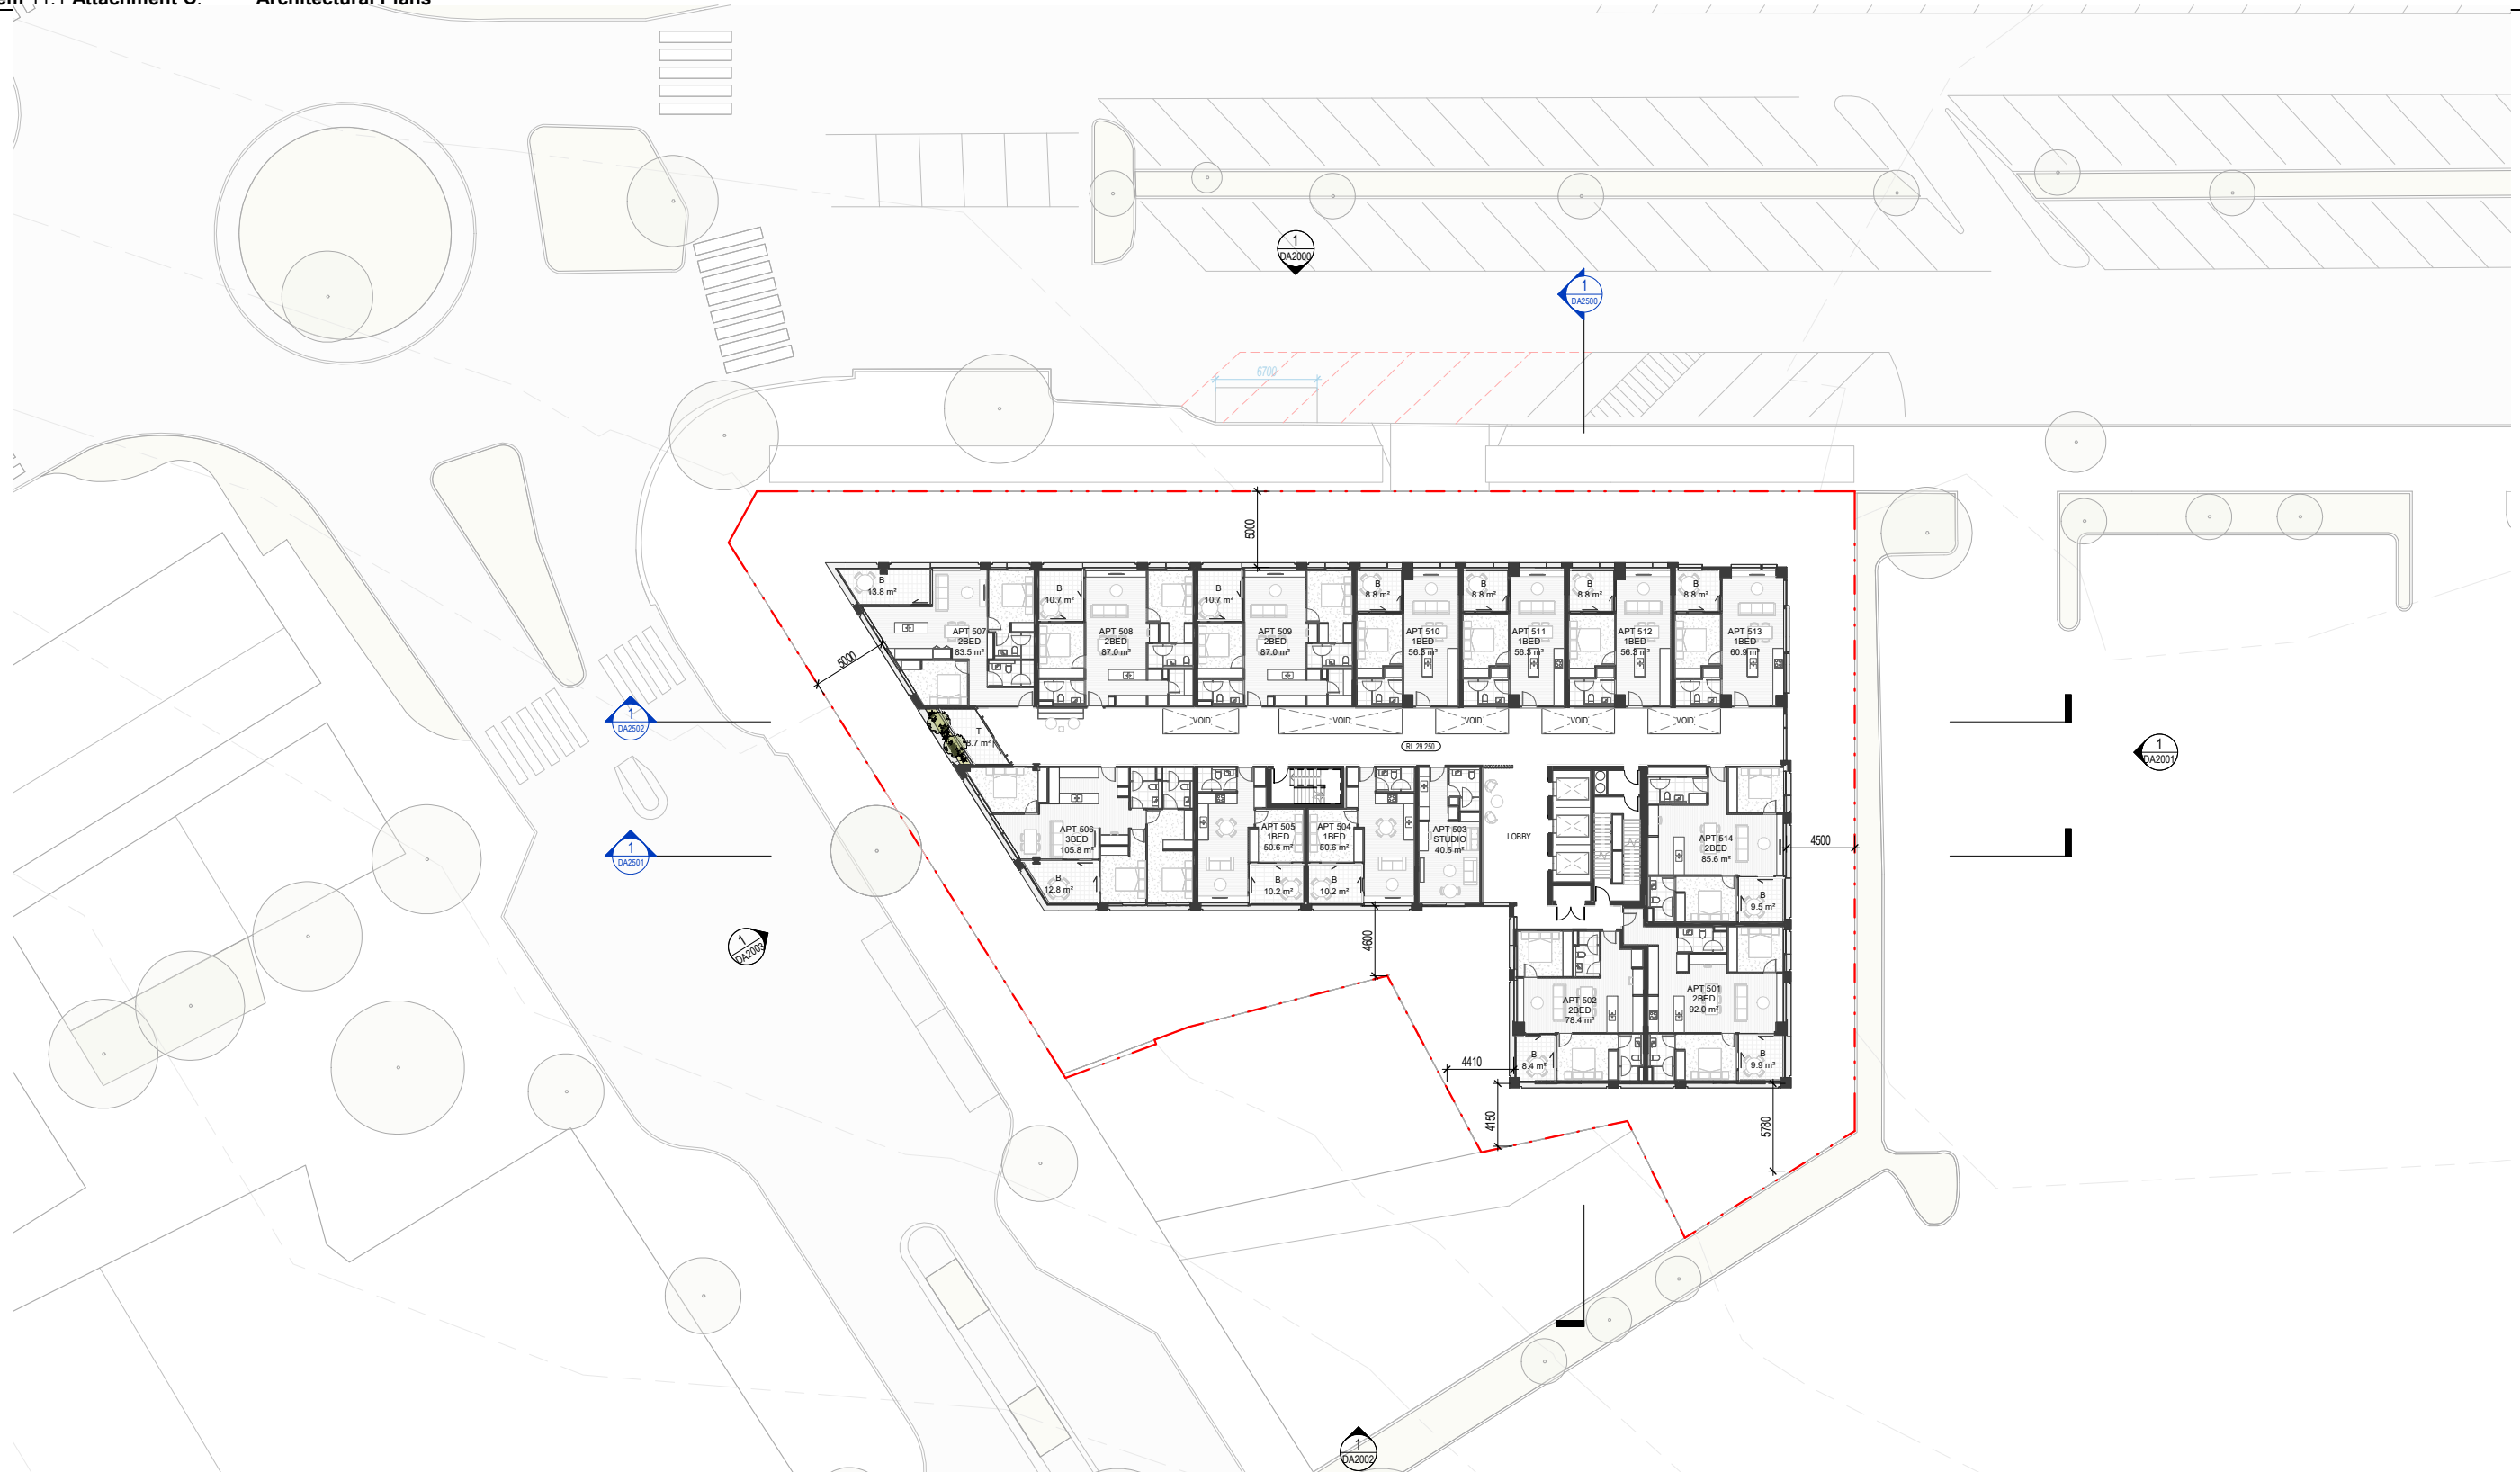 11.1 Attachment C. Architectural Plans
1
DA2000
1
DA2500
6700
5000
B
13.8 m²
APT 507
2BED
83.5 m²
B
10.7 m²
APT 508
2BED
87.0 m²
B
10.7 m²
APT 509
2BED
87.0 m²
B
8.8 m²
APT 510
1BED
56.3 m²
B
8.8 m²
APT 511
1BED
56.3 m²
B
8.8 m²
APT 512
1BED
56.3 m²
B
8.8 m²
APT 513
1BED
60.9 m²
5000
1
DA2502
T
8.7 m²
VOID
VOID
VOID
VOID
VOID
RL 29.250
1
DA2001
1
DA2501
APT 506
3BED
105.8 m²
B
12.8 m²
APT 505
1BED
50.6 m²
B
10.2 m²
APT 504
1BED
50.6 m²
B
10.2 m²
APT 503
STUDIO
40.5 m²
LOBBY
APT 514
2BED
85.6 m²
B
9.5 m²
4500
1
DA2003
4600
APT 502
2BED
78.4 m²
B
8.4 m²
APT 501
2BED
92.0 m²
B
9.9 m²
4410
4150
5780
1
DA2002